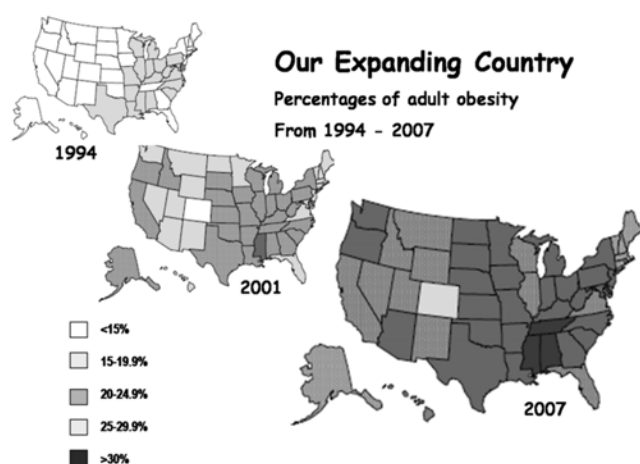 Our Expanding Country
Percentages of adult obesity
From 1994 - 2007
1994
2001
2007
<15%
15-19.9%
20-24.9%
25-29.9%
>30%